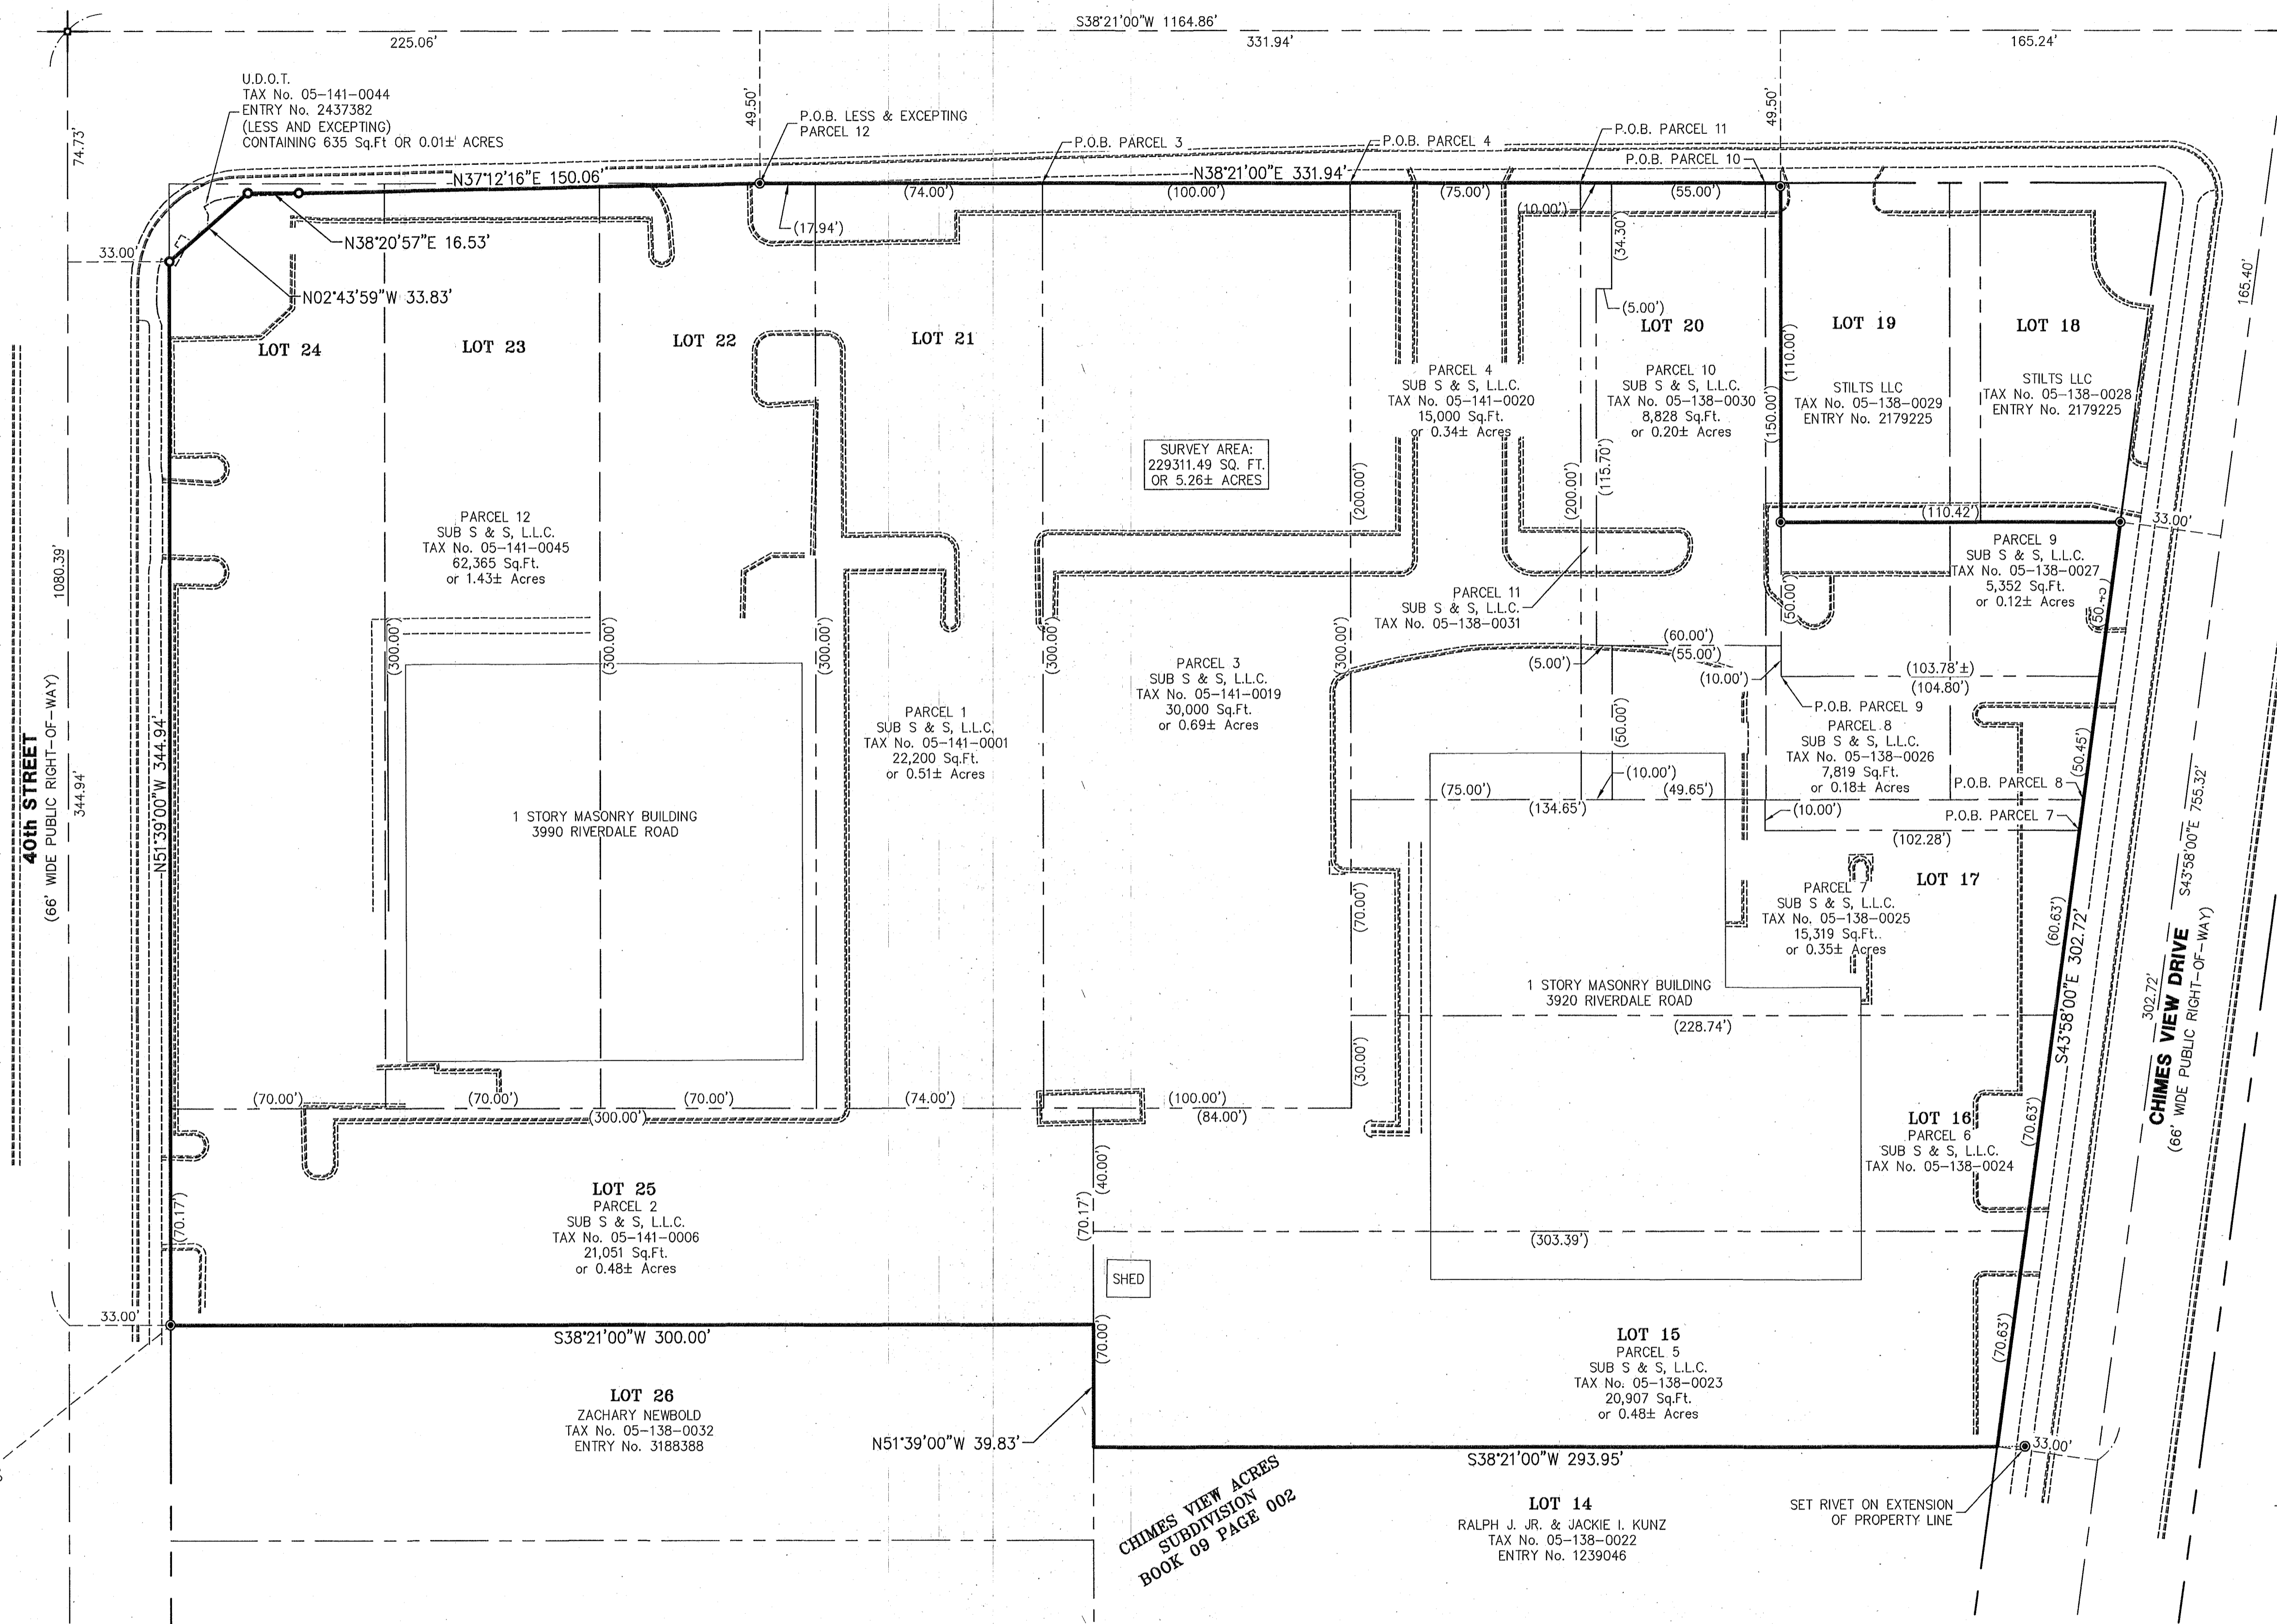 S38°21'00"W 1164.86'
225.06'
331.94'
165.24'
U.D.O.T.
TAX No. 05-141-0044
ENTRY No. 2437382
(LESS AND EXCEPTING)
CONTAINING 635 Sq.Ft OR 0.01± ACRES
74.73'
49.50'
P.O.B. LESS & EXCEPTING
PARCEL 12
P.O.B. PARCEL 3
P.O.B. PARCEL 4
P.O.B. PARCEL 11
P.O.B. PARCEL 10
49.50'
N37°12'16"E 150.06'
N38°21'00"E 331.94'
(74.00')
(100.00')
(75.00')
(55.00')
(10.00')
(17.94')
(34.30')
N38°20'57"E 16.53'
33.00'
N02°43'59"W 33.83'
(5.00')
165.40'
LOT 24
LOT 23
LOT 22
LOT 21
LOT 20
LOT 19
LOT 18
(110.00')
PARCEL 4
SUB S & S, L.L.C.
TAX No. 05-141-0020
15,000 Sq.Ft.
or 0.34± Acres
PARCEL 10
SUB S & S, L.L.C.
TAX No. 05-138-0030
8,828 Sq.Ft.
or 0.20± Acres
(150.00')
STILTS LLC
TAX No. 05-138-0029
ENTRY No. 2179225
STILTS LLC
TAX No. 05-138-0028
ENTRY No. 2179225
SURVEY AREA:
229311.49 SQ. FT.
OR 5.26± ACRES
(200.00')
(200.00')
(115.70')
(110.42')
33.00'
PARCEL 12
SUB S & S, L.L.C.
TAX No. 05-141-0045
62,365 Sq.Ft.
or 1.43± Acres
PARCEL 9
SUB S & S, L.L.C.
TAX No. 05-138-0027
5,352 Sq.Ft.
or 0.12± Acres
(50.45')
1080.39'
PARCEL 11
SUB S & S, L.L.C.
TAX No. 05-138-0031
(50.00')
(300.00')
(300.00')
(300.00')
(300.00')
(300.00')
(60.00')
(55.00')
(5.00')
(10.00')
(103.78'±)
(104.80')
PARCEL 3
SUB S & S, L.L.C.
TAX No. 05-141-0019
30,000 Sq.Ft.
or 0.69± Acres
P.O.B. PARCEL 9
PARCEL 8
SUB S & S, L.L.C.
TAX No. 05-138-0026
7,819 Sq.Ft.
or 0.18± Acres
PARCEL 1
SUB S & S, L.L.C.
TAX No. 05-141-0001
22,200 Sq.Ft.
or 0.51± Acres
(50.00')
(50.45')
P.O.B. PARCEL 8
40th STREET
(66' WIDE PUBLIC RIGHT-OF-WAY)
344.94'
N51°39'00"W 344.94'
(10.00')
(75.00')
(49.65')
(134.65')
(10.00')
P.O.B. PARCEL 7
(102.28')
1 STORY MASONRY BUILDING
3990 RIVERDALE ROAD
S43°58'00"E 755.32'
LOT 17
PARCEL 7
SUB S & S, L.L.C.
TAX No. 05-138-0025
15,319 Sq.Ft.
or 0.35± Acres
(70.00')
(60.63')
S43°58'00"E 302.72'
302.72'
CHIMES VIEW DRIVE
(66' WIDE PUBLIC RIGHT-OF-WAY)
1 STORY MASONRY BUILDING
3920 RIVERDALE ROAD
(228.74')
(30.00')
(70.00')
(70.00')
(70.00')
(300.00')
(74.00')
(100.00')
(84.00')
LOT 16
PARCEL 6
SUB S & S, L.L.C.
TAX No. 05-138-0024
(70.63')
(40.00')
(70.17')
(70.17')
LOT 25
PARCEL 2
SUB S & S, L.L.C.
TAX No. 05-141-0006
21,051 Sq.Ft.
or 0.48± Acres
(303.39')
SHED
33.00'
S38°21'00"W 300.00'
(70.00')
LOT 15
PARCEL 5
SUB S & S, L.L.C.
TAX No. 05-138-0023
20,907 Sq.Ft.
or 0.48± Acres
(70.63')
LOT 26
ZACHARY NEWBOLD
TAX No. 05-138-0032
ENTRY No. 3188388
N51°39'00"W 39.83'
S38°21'00"W 293.95'
33.00'
CHIMES VIEW ACRES
SUBDIVISION
BOOK 09 PAGE 002
LOT 14
RALPH J. JR. & JACKIE I. KUNZ
TAX No. 05-138-0022
ENTRY No. 1239046
SET RIVET ON EXTENSION
OF PROPERTY LINE